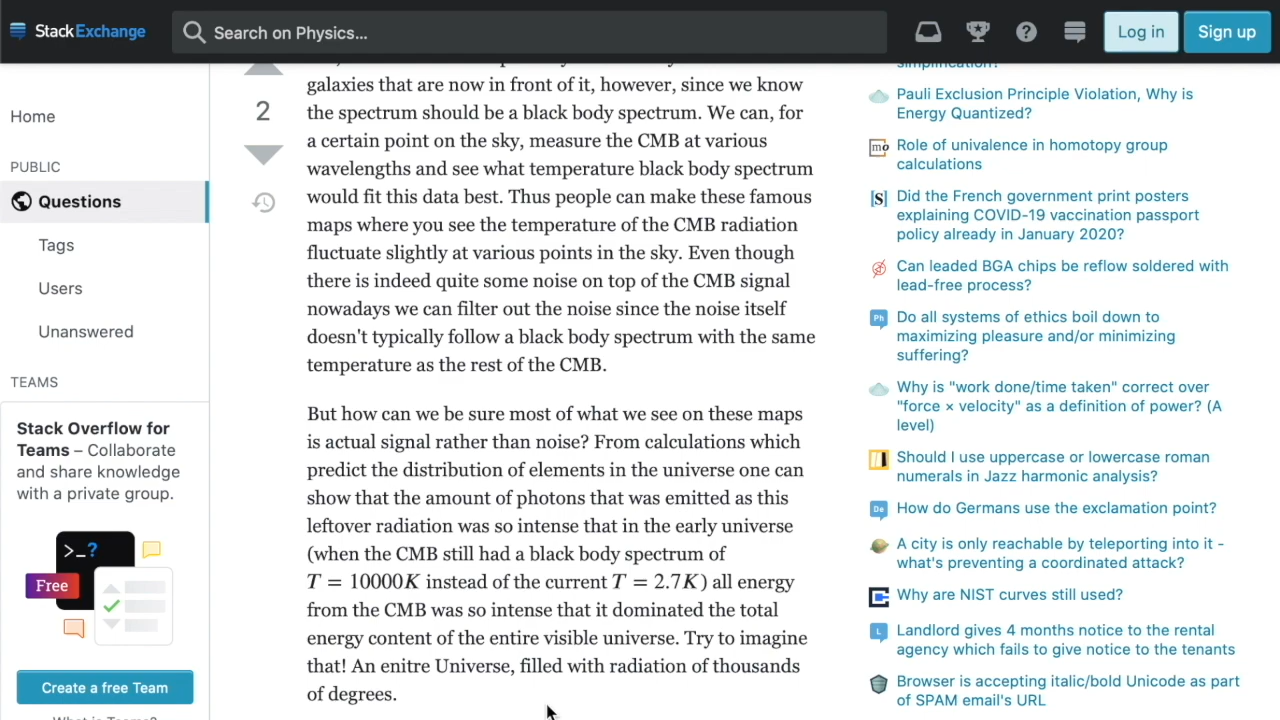 StackExchange
Search on Physics...
Log in
Sign up
Home
PUBLIC
Questions
Tags
Users
Unanswered
TEAMS
Stack Overflow for
Teams – Collaborate
and share knowledge
with a private group.
>_?
Free
Create a free Team
What is Teams?
2
galaxies that are now in front of it, however, since we know
the spectrum should be a black body spectrum. We can, for
a certain point on the sky, measure the CMB at various
wavelengths and see what temperature black body spectrum
would fit this data best. Thus people can make these famous
maps where you see the temperature of the CMB radiation
fluctuate slightly at various points in the sky. Even though
there is indeed quite some noise on top of the CMB signal
nowadays we can filter out the noise since the noise itself
doesn't typically follow a black body spectrum with the same
temperature as the rest of the CMB.
But how can we be sure most of what we see on these maps
is actual signal rather than noise? From calculations which
predict the distribution of elements in the universe one can
show that the amount of photons that was emitted as this
leftover radiation was so intense that in the early universe
(when the CMB still had a black body spectrum of
T = 10000K instead of the current T = 2.7K) all energy
from the CMB was so intense that it dominated the total
energy content of the entire visible universe. Try to imagine
that! An enitre Universe, filled with radiation of thousands
of degrees.
simplification?
Pauli Exclusion Principle Violation, Why is
Energy Quantized?
mo
Role of univalence in homotopy group
calculations
[S]
Did the French government print posters
explaining COVID-19 vaccination passport
policy already in January 2020?
Can leaded BGA chips be reflow soldered with
lead-free process?
Ph
Do all systems of ethics boil down to
maximizing pleasure and/or minimizing
suffering?
Why is "work done/time taken" correct over
"force × velocity" as a definition of power? (A
level)
Should I use uppercase or lowercase roman
numerals in Jazz harmonic analysis?
De
How do Germans use the exclamation point?
A city is only reachable by teleporting into it -
what's preventing a coordinated attack?
Why are NIST curves still used?
L
Landlord gives 4 months notice to the rental
agency which fails to give notice to the tenants
Browser is accepting italic/bold Unicode as part
of SPAM email's URL